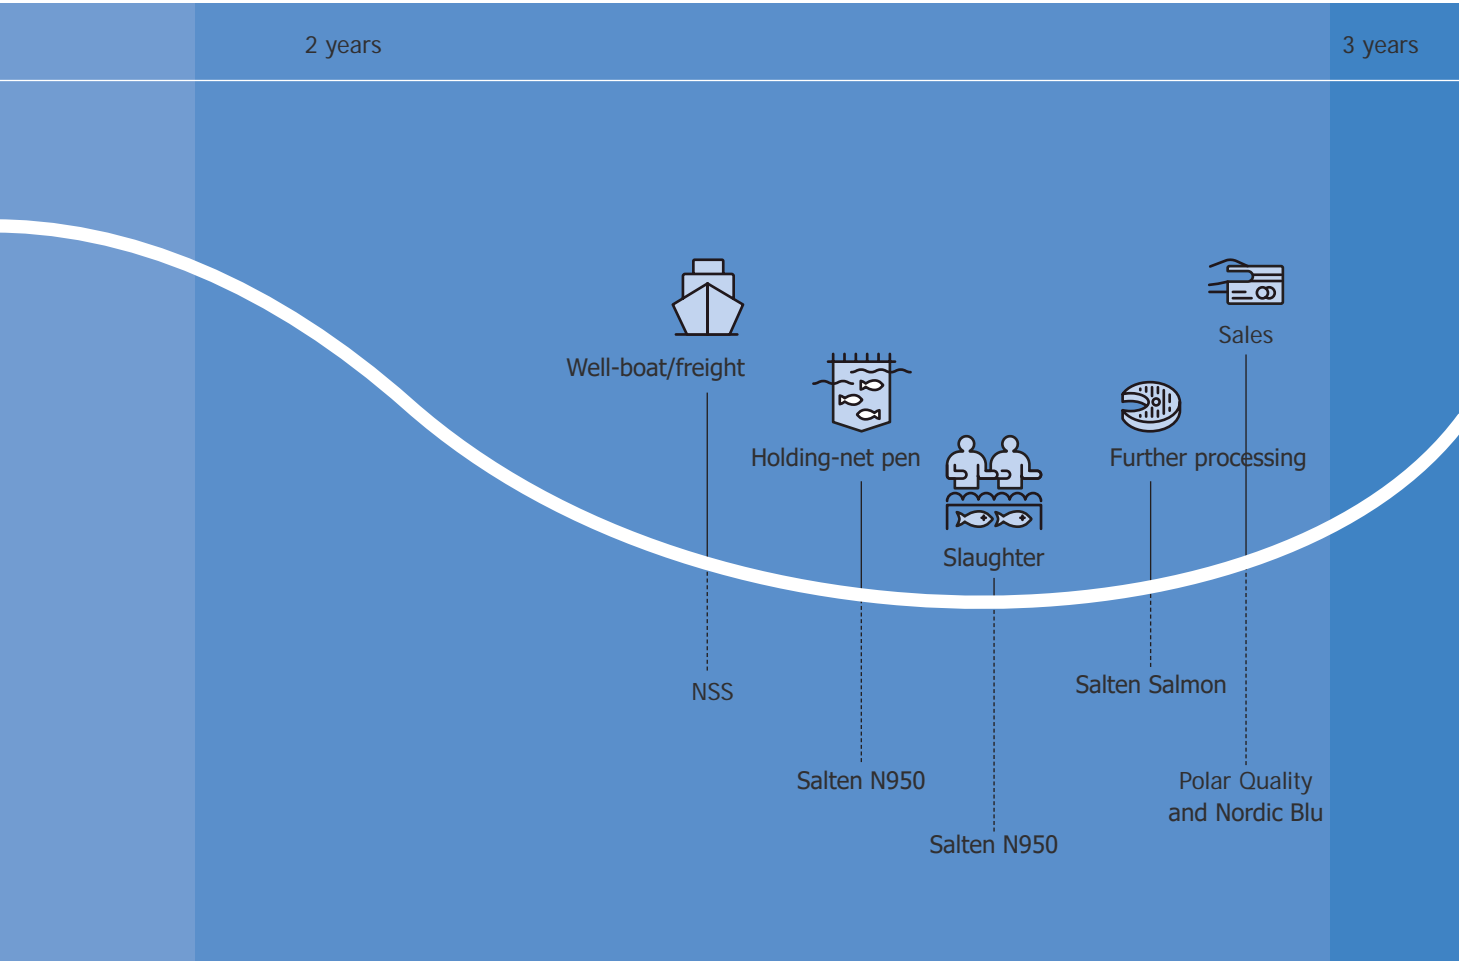 2 years
3 years
Sales
Well-boat/freight
Holding-net pen
Further processing
Slaughter
Salten Salmon
NSS
Salten N950
Polar Quality
and Nordic Blu
Salten N950